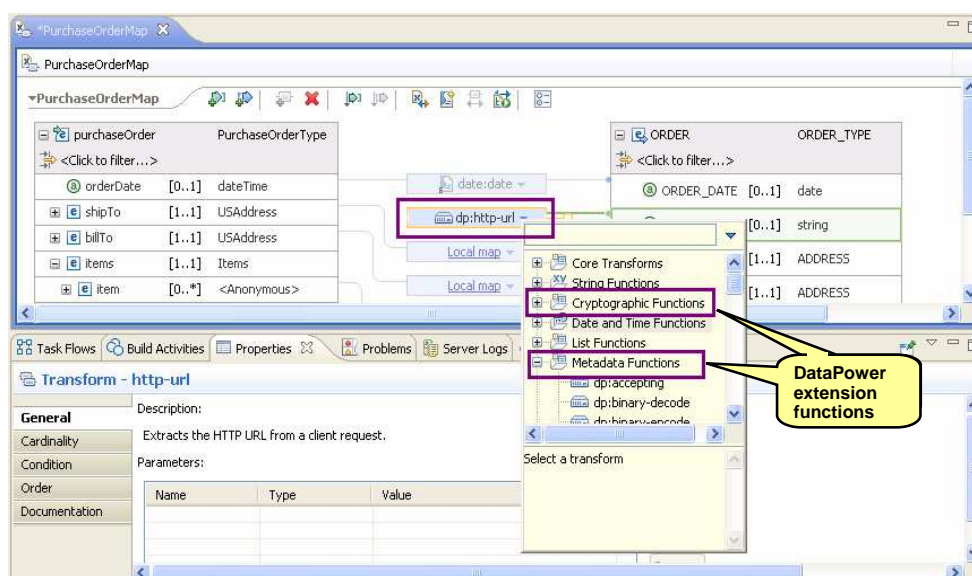 *PurchaseOrderMap
PurchaseOrderMap
PurchaseOrderMap
purchaseOrder PurchaseOrderType
<Click to filter...>
orderDate [0..1] dateTime
shipTo [1..1] USAddress
billTo [1..1] USAddress
items [1..1] Items
item [0..*] <Anonymous>
date:date
dp:http-url
Local map
Local map
ORDER ORDER_TYPE
<Click to filter...>
ORDER_DATE [0..1] date
[0..1] string
[1..1] ADDRESS
[1..1] ADDRESS
Core Transforms
String Functions
Cryptographic Functions
Date and Time Functions
List Functions
Metadata Functions
dp:accepting
dp:binary-decode
dp:binary-encode
Select a transform
DataPower
extension
functions
Task Flows Build Activities Properties Problems Server Logs
Transform - http-url
General
Cardinality
Condition
Order
Documentation
Description:
Extracts the HTTP URL from a client request.
Parameters:
Name Type Value